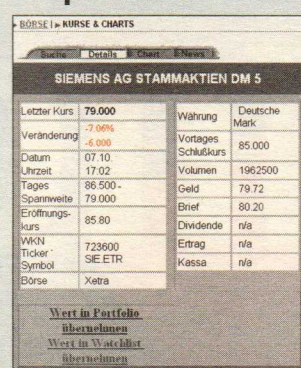 BÖRSE | ▶ KURSE & CHARTS
Suche Details Chart News
SIEMENS AG STAMMAKTIEN DM 5
Letzter Kurs 79.000
Veränderung -7.06%
-6.000
Datum 07.10.
Uhrzeit 17:02
Tages 86.500 -
Spannweite 79.000
Eröffnungs-
kurs 85.80
WKN 723600
Ticker
Symbol SIE.ETR
Börse Xetra
Währung Deutsche
Mark
Vortages
Schlußkurs 85.000
Volumen 1962500
Geld 79.72
Brief 80.20
Dividende n/a
Ertrag n/a
Kassa n/a
Wert in Portfolio
übernehmen
Wert in Watchlist
übernehmen